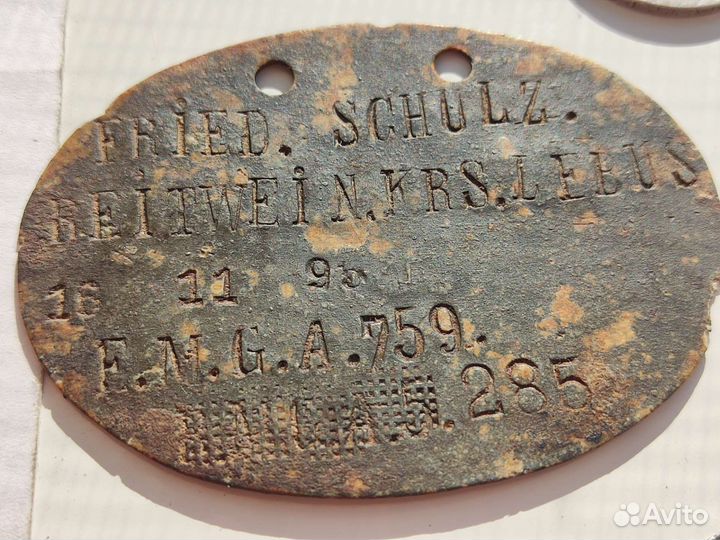 FRiED. SCHULZ.
REiTWEiN.KRS.LEBUS
16 11 95
F.M.G.A.759.
285
Avito